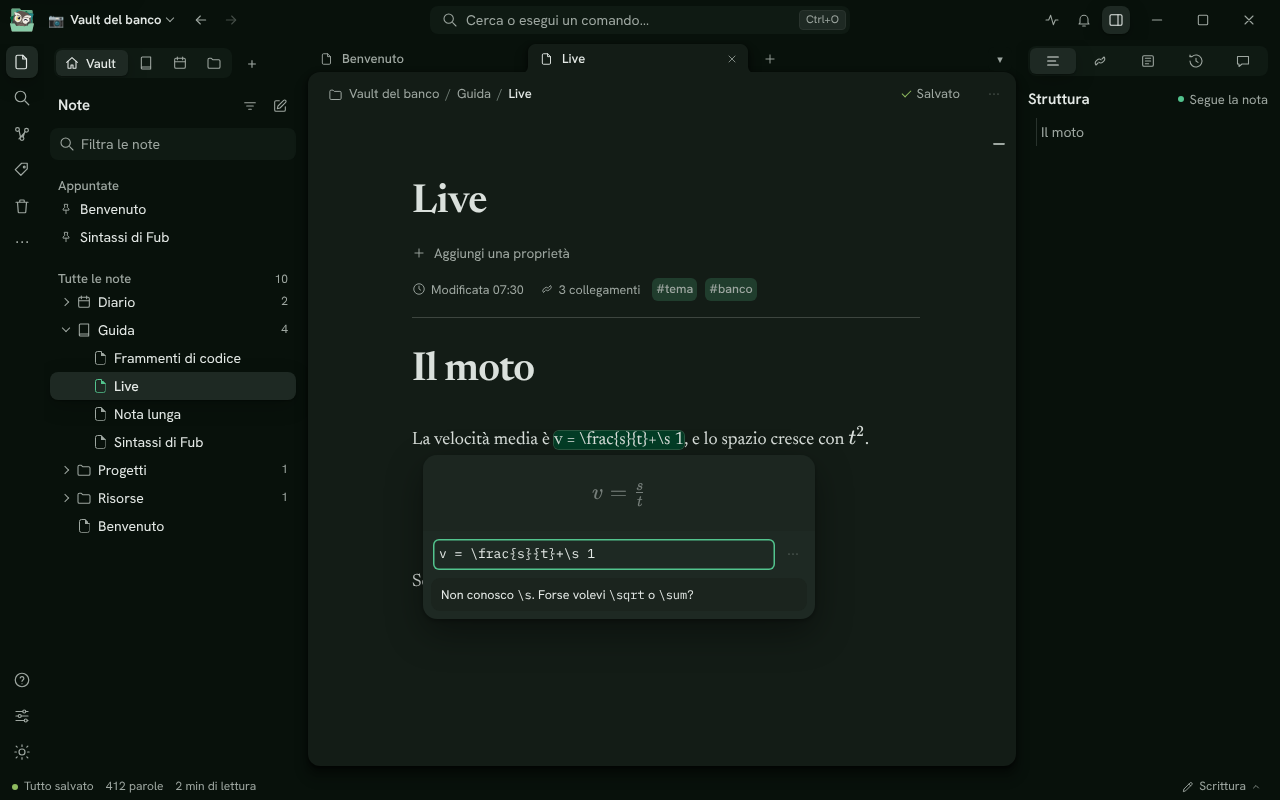 Vault del banco
Cerca o esegui un comando...
Ctrl+O
Vault
Benvenuto
Live
Note
Filtra le note
Appuntate
Benvenuto
Sintassi di Fub
Tutte le note 10
Diario 2
Guida 4
Frammenti di codice
Live
Nota lunga
Sintassi di Fub
Progetti 1
Risorse 1
Benvenuto
Vault del banco / Guida / Live
Salvato
Live
Aggiungi una proprietà
Modificata 07:30
3 collegamenti
#tema
#banco
Il moto
La velocità media è v = \frac{s}{t}+\s 1, e lo spazio cresce con t².
v = s/t
v = \frac{s}{t}+\s 1
Non conosco \s. Forse volevi \sqrt o \sum?
Struttura
Segue la nota
Il moto
Tutto salvato
412 parole
2 min di lettura
Scrittura